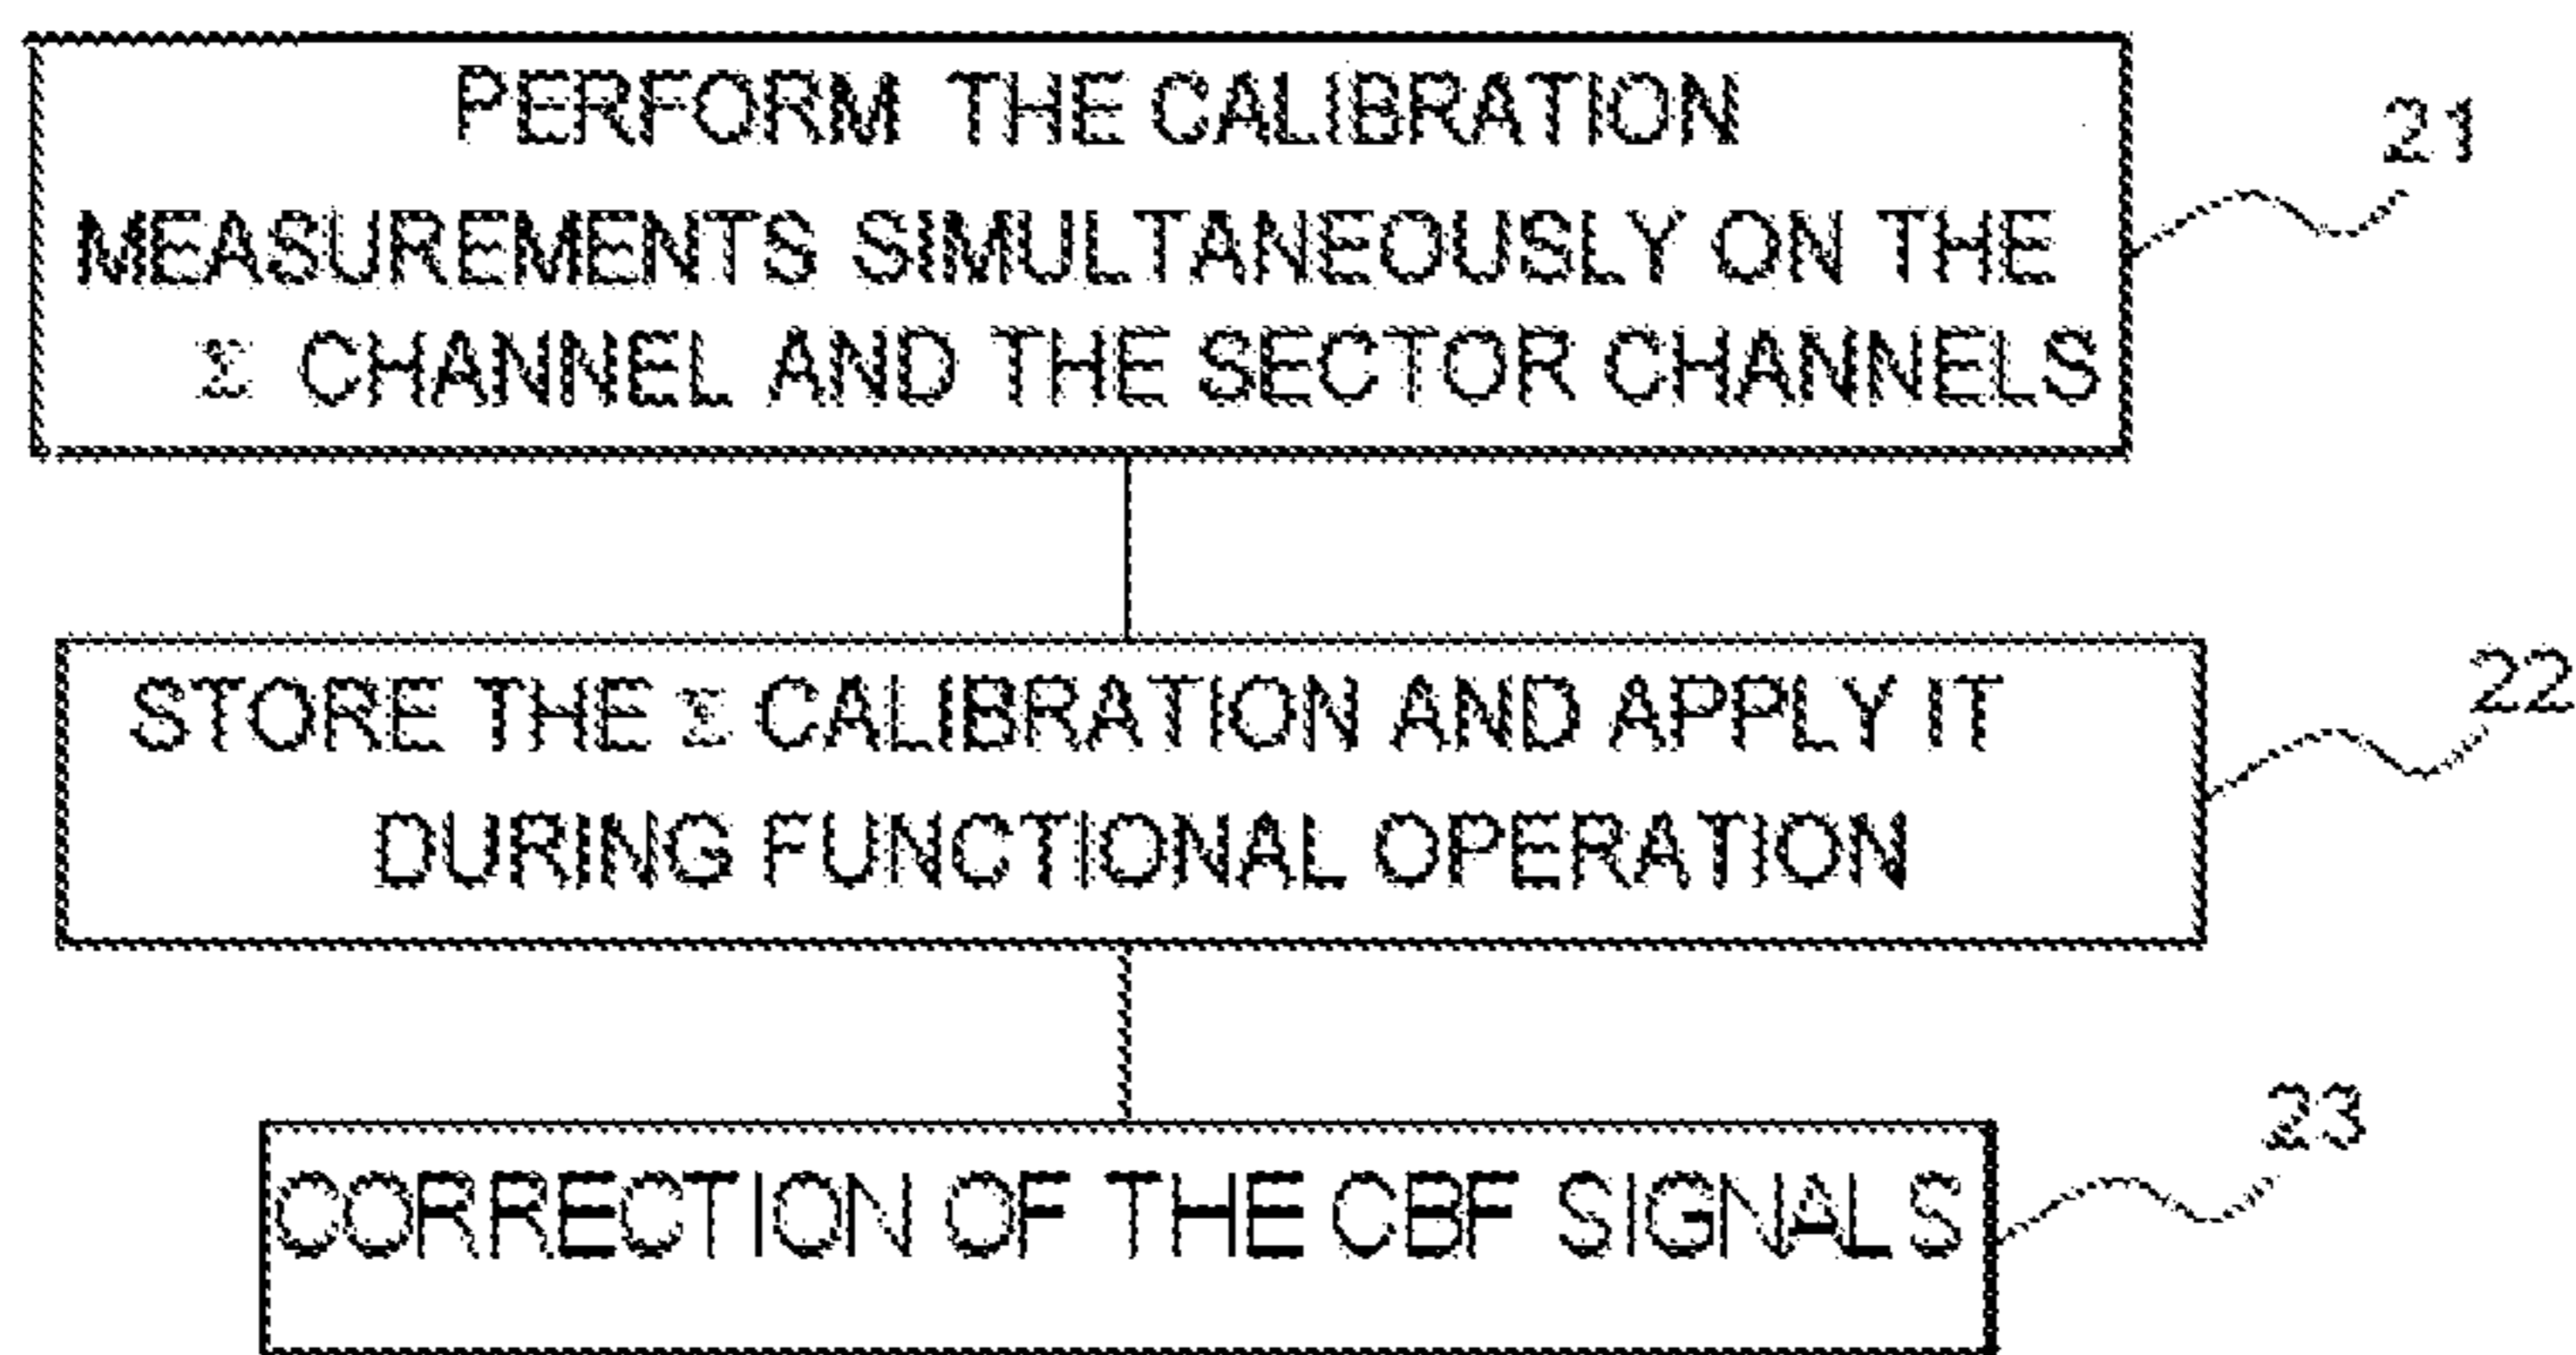 PERFORM THE CALIBRATION
MEASUREMENTS SIMULTANEOUSLY ON THE
Σ CHANNEL AND THE SECTOR CHANNELS
21
STORE THE Σ CALIBRATION AND APPLY IT
DURING FUNCTIONAL OPERATION
22
CORRECTION OF THE CBF SIGNALS
23